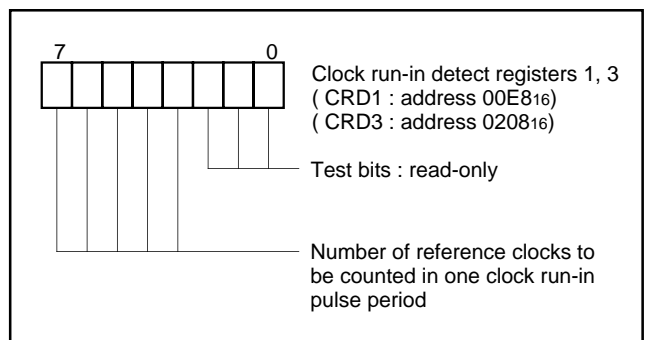 7 0
Clock run-in detect registers 1, 3
( CRD1 : address 00E816)
( CRD3 : address 020816)
Test bits : read-only
Number of reference clocks to
be counted in one clock run-in
pulse period